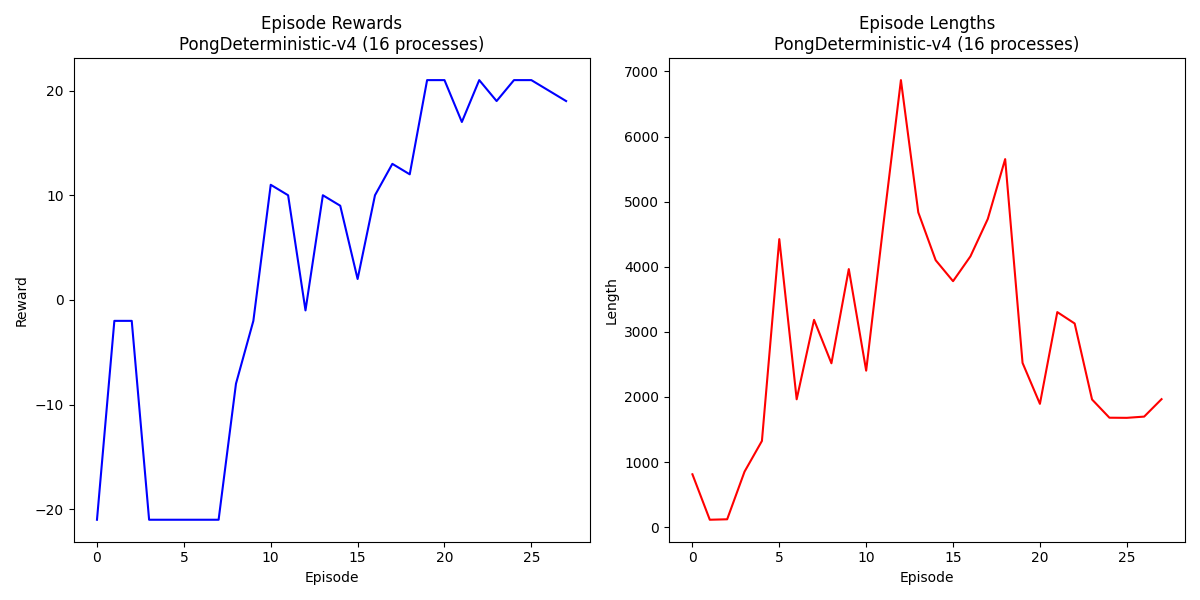 Episode Rewards
PongDeterministic-v4 (16 processes)
Reward
20
10
0
−10
−20
0 5 10 15 20 25
Episode
Episode Lengths
PongDeterministic-v4 (16 processes)
Length
7000
6000
5000
4000
3000
2000
1000
0
0 5 10 15 20 25
Episode